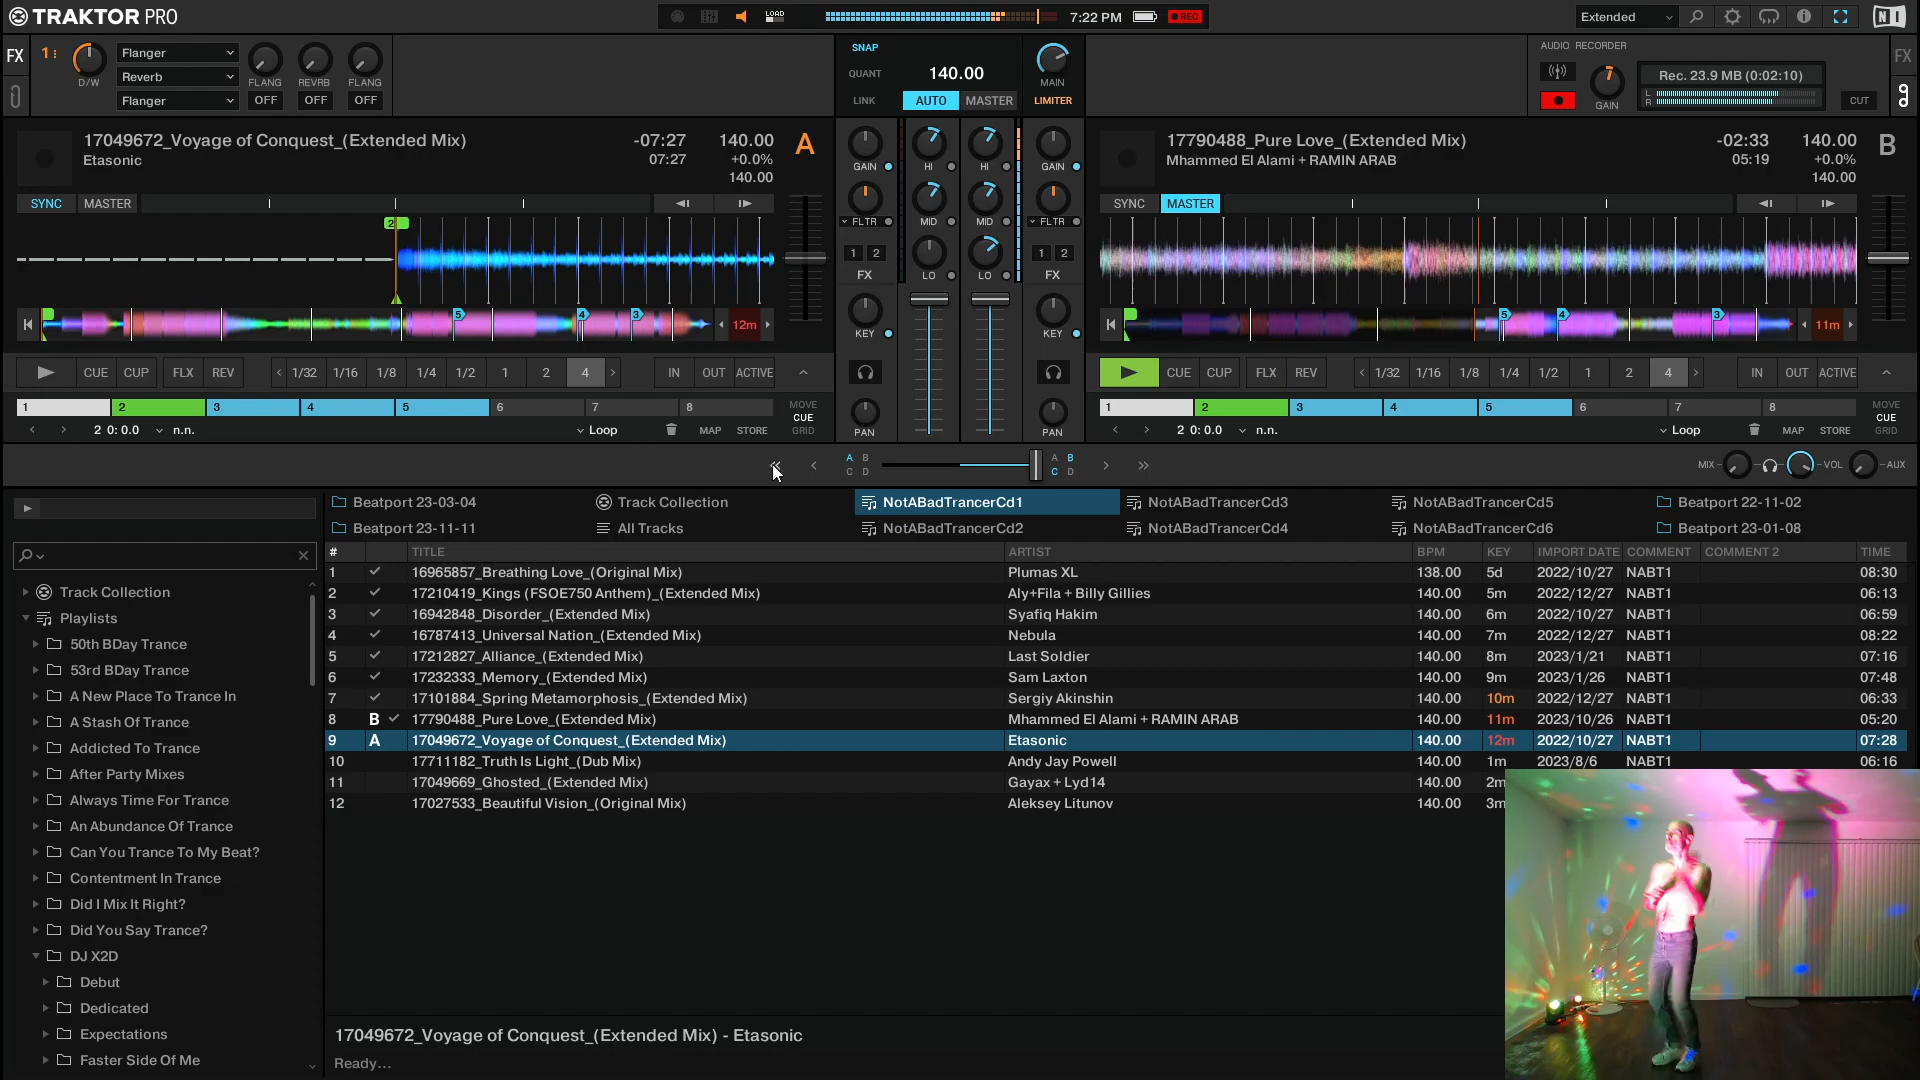 TRAKTOR PRO
LOAD
7:22 PM
REC
Extended
FX
1
D/W
Flanger
Reverb
Flanger
FLANG
REVRB
FLANG
OFF
OFF
OFF
SNAP
QUANT
LINK
140.00
AUTO
MASTER
MAIN
LIMITER
AUDIO RECORDER
GAIN
Rec. 23.9 MB (0:02:10)
L
R
CUT
FX
17049672_Voyage of Conquest_(Extended Mix)
Etasonic
-07:27
07:27
140.00
+0.0%
140.00
A
SYNC
MASTER
2
5
4
3
12m
GAIN
HI
HI
GAIN
FLTR
MID
MID
FLTR
1 2
1 2
FX
LO
LO
FX
KEY
KEY
PAN
PAN
17790488_Pure Love_(Extended Mix)
Mhammed El Alami + RAMIN ARAB
-02:33
05:19
140.00
+0.0%
140.00
B
SYNC
MASTER
5
4
3
11m
CUE CUP FLX REV 1/32 1/16 1/8 1/4 1/2 1 2 4 IN OUT ACTIVE
1 2 3 4 5 6 7 8
MOVE
CUE
GRID
2 0: 0.0 n.n. Loop MAP STORE
CUE CUP FLX REV 1/32 1/16 1/8 1/4 1/2 1 2 4 IN OUT ACTIVE
1 2 3 4 5 6 7 8
MOVE
CUE
GRID
2 0: 0.0 n.n. Loop MAP STORE
A B
C D
A B
C D
MIX VOL AUX
Beatport 23-03-04 Track Collection NotABadTrancerCd1 NotABadTrancerCd3 NotABadTrancerCd5 Beatport 22-11-02
Beatport 23-11-11 All Tracks NotABadTrancerCd2 NotABadTrancerCd4 NotABadTrancerCd6 Beatport 23-01-08
# TITLE ARTIST BPM KEY IMPORT DATE COMMENT COMMENT 2 TIME
1 16965857_Breathing Love_(Original Mix) Plumas XL 138.00 5d 2022/10/27 NABT1 08:30
2 17210419_Kings (FSOE750 Anthem)_(Extended Mix) Aly+Fila + Billy Gillies 140.00 5m 2022/12/27 NABT1 06:13
3 16942848_Disorder_(Extended Mix) Syafiq Hakim 140.00 6m 2022/10/27 NABT1 06:59
4 16787413_Universal Nation_(Extended Mix) Nebula 140.00 7m 2022/12/27 NABT1 08:22
5 17212827_Alliance_(Extended Mix) Last Soldier 140.00 8m 2023/1/21 NABT1 07:16
6 17232333_Memory_(Extended Mix) Sam Laxton 140.00 9m 2023/1/26 NABT1 07:48
7 17101884_Spring Metamorphosis_(Extended Mix) Sergiy Akinshin 140.00 10m 2022/12/27 NABT1 06:33
8 B 17790488_Pure Love_(Extended Mix) Mhammed El Alami + RAMIN ARAB 140.00 11m 2023/10/26 NABT1 05:20
9 A 17049672_Voyage of Conquest_(Extended Mix) Etasonic 140.00 12m 2022/10/27 NABT1 07:28
10 17711182_Truth Is Light_(Dub Mix) Andy Jay Powell 140.00 1m 2023/8/6 NABT1 06:16
11 17049669_Ghosted_(Extended Mix) Gayax + Lyd14 140.00 2m
12 17027533_Beautiful Vision_(Original Mix) Aleksey Litunov 140.00 3m
Track Collection
Playlists
50th BDay Trance
53rd BDay Trance
A New Place To Trance In
A Stash Of Trance
Addicted To Trance
After Party Mixes
Always Time For Trance
An Abundance Of Trance
Can You Trance To My Beat?
Contentment In Trance
Did I Mix It Right?
Did You Say Trance?
DJ X2D
Debut
Dedicated
Expectations
Faster Side Of Me
17049672_Voyage of Conquest_(Extended Mix) - Etasonic
Ready...